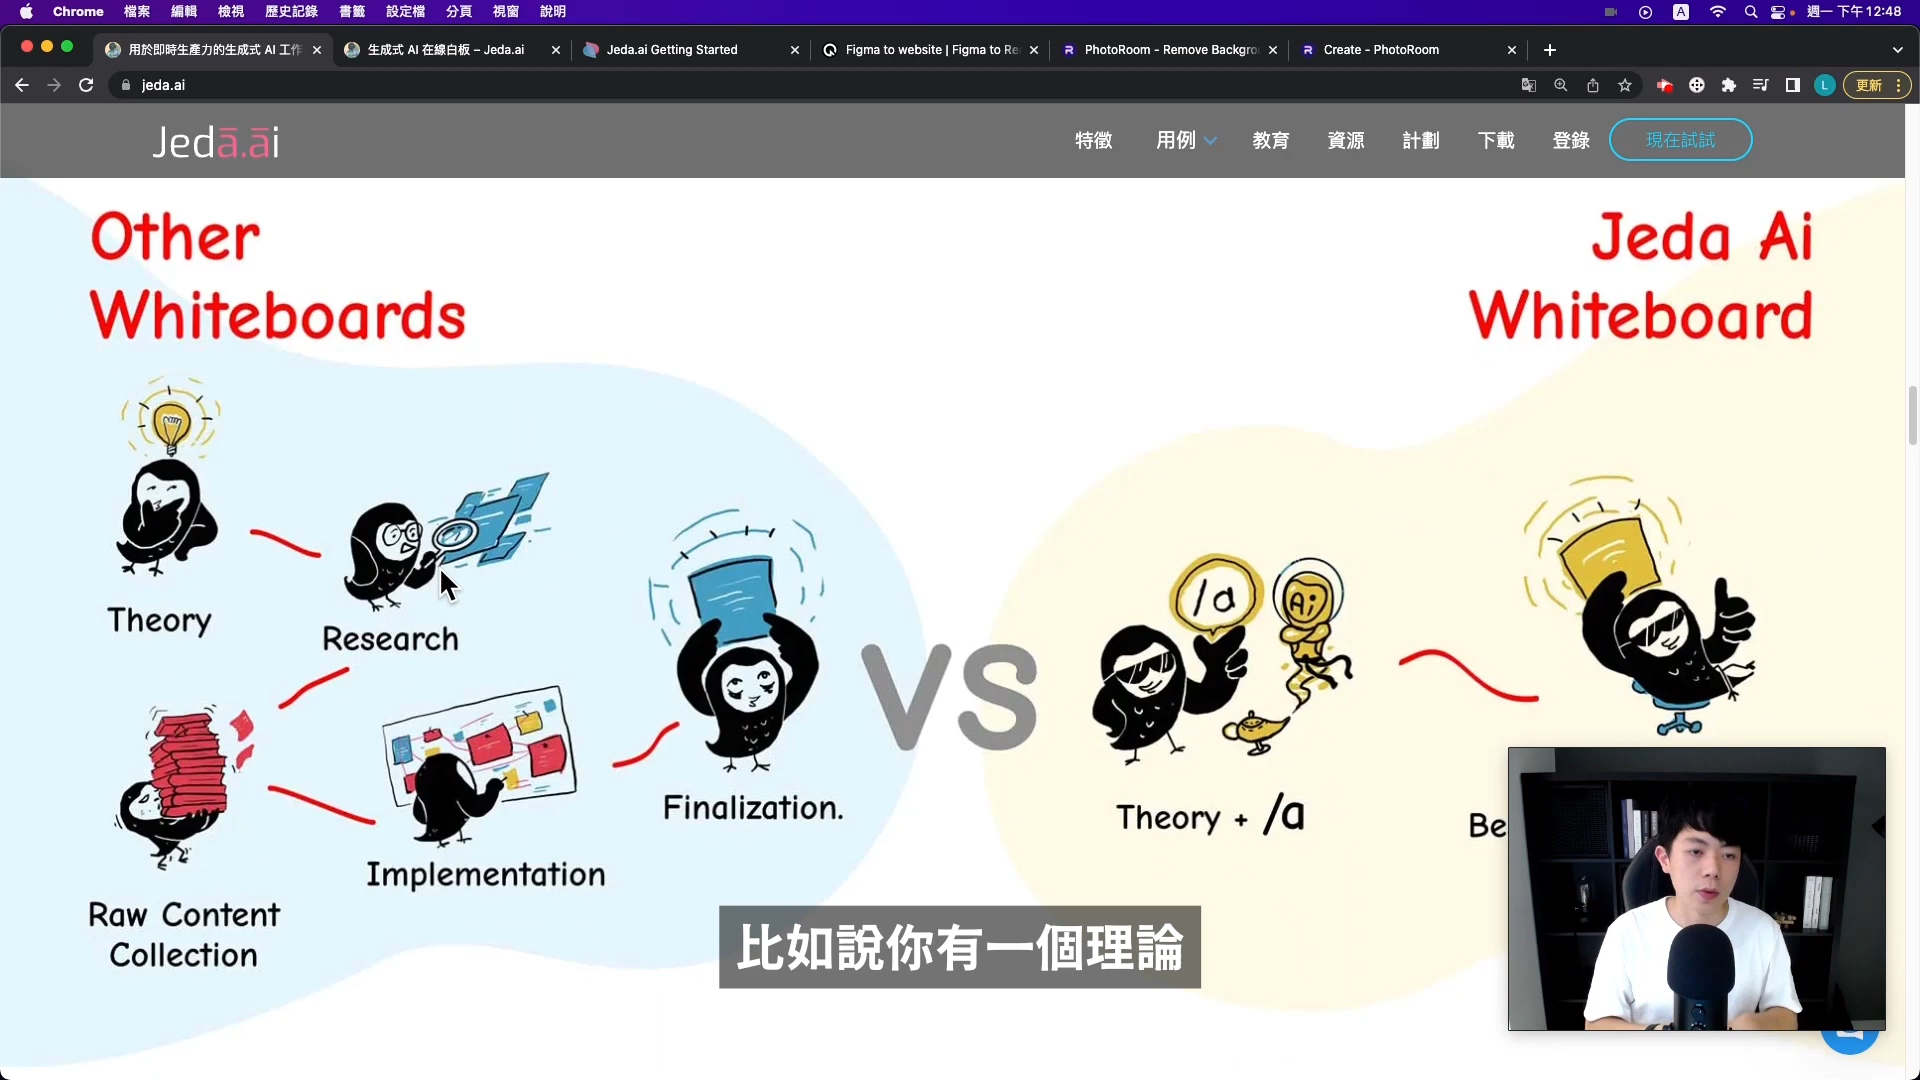 Chrome 檔案 編輯 檢視 歷史記錄 書籤 設定檔 分頁 視窗 說明 A 週一 下午 12:48
用於即時生產力的生成式 AI 工作 生成式 AI 在線白板 – Jeda.ai Jeda.ai Getting Started Figma to website | Figma to Re PhotoRoom - Remove Backgro Create - PhotoRoom
jeda.ai L 更新
Jedā.āi 特徵 用例 教育 資源 計劃 下載 登錄 現在試試
Other
Whiteboards
Jeda Ai
Whiteboard
Theory
Research
Raw Content
Collection
Implementation
Finalization.
VS
/a
Ai
Theory + /a
Be
比如說你有一個理論